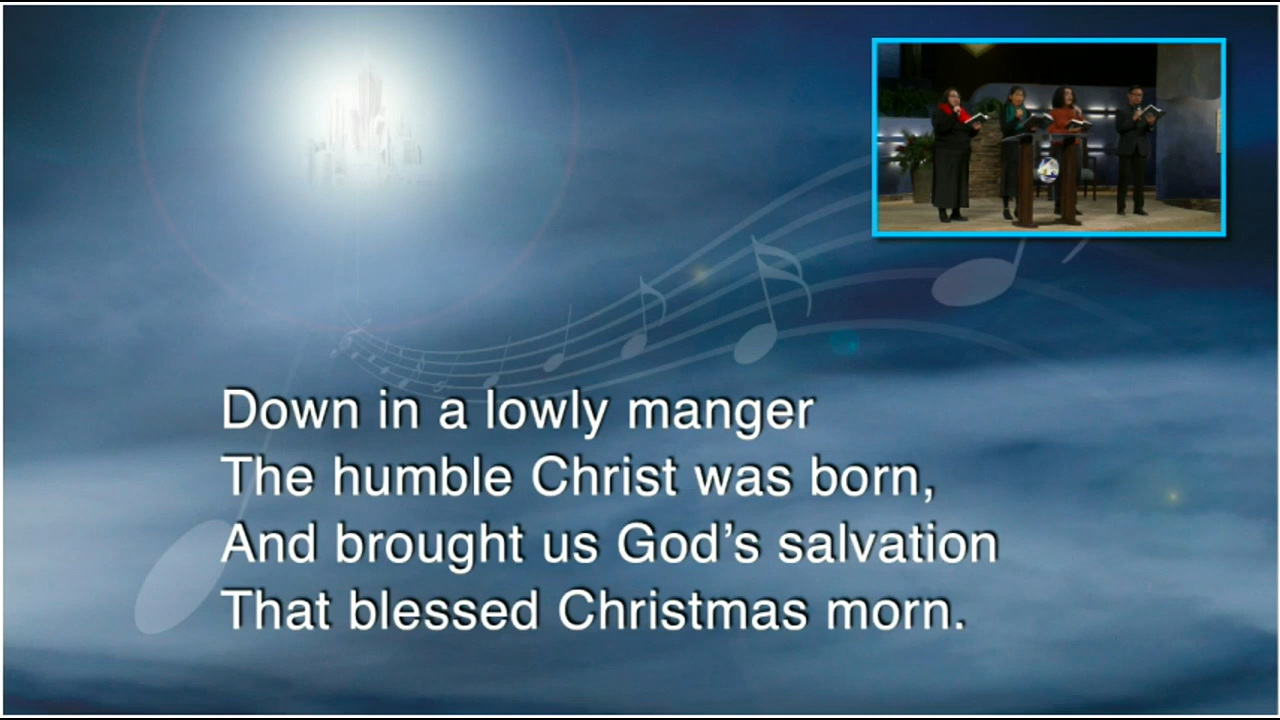 Down in a lowly manger
The humble Christ was born,
And brought us God’s salvation
That blessed Christmas morn.